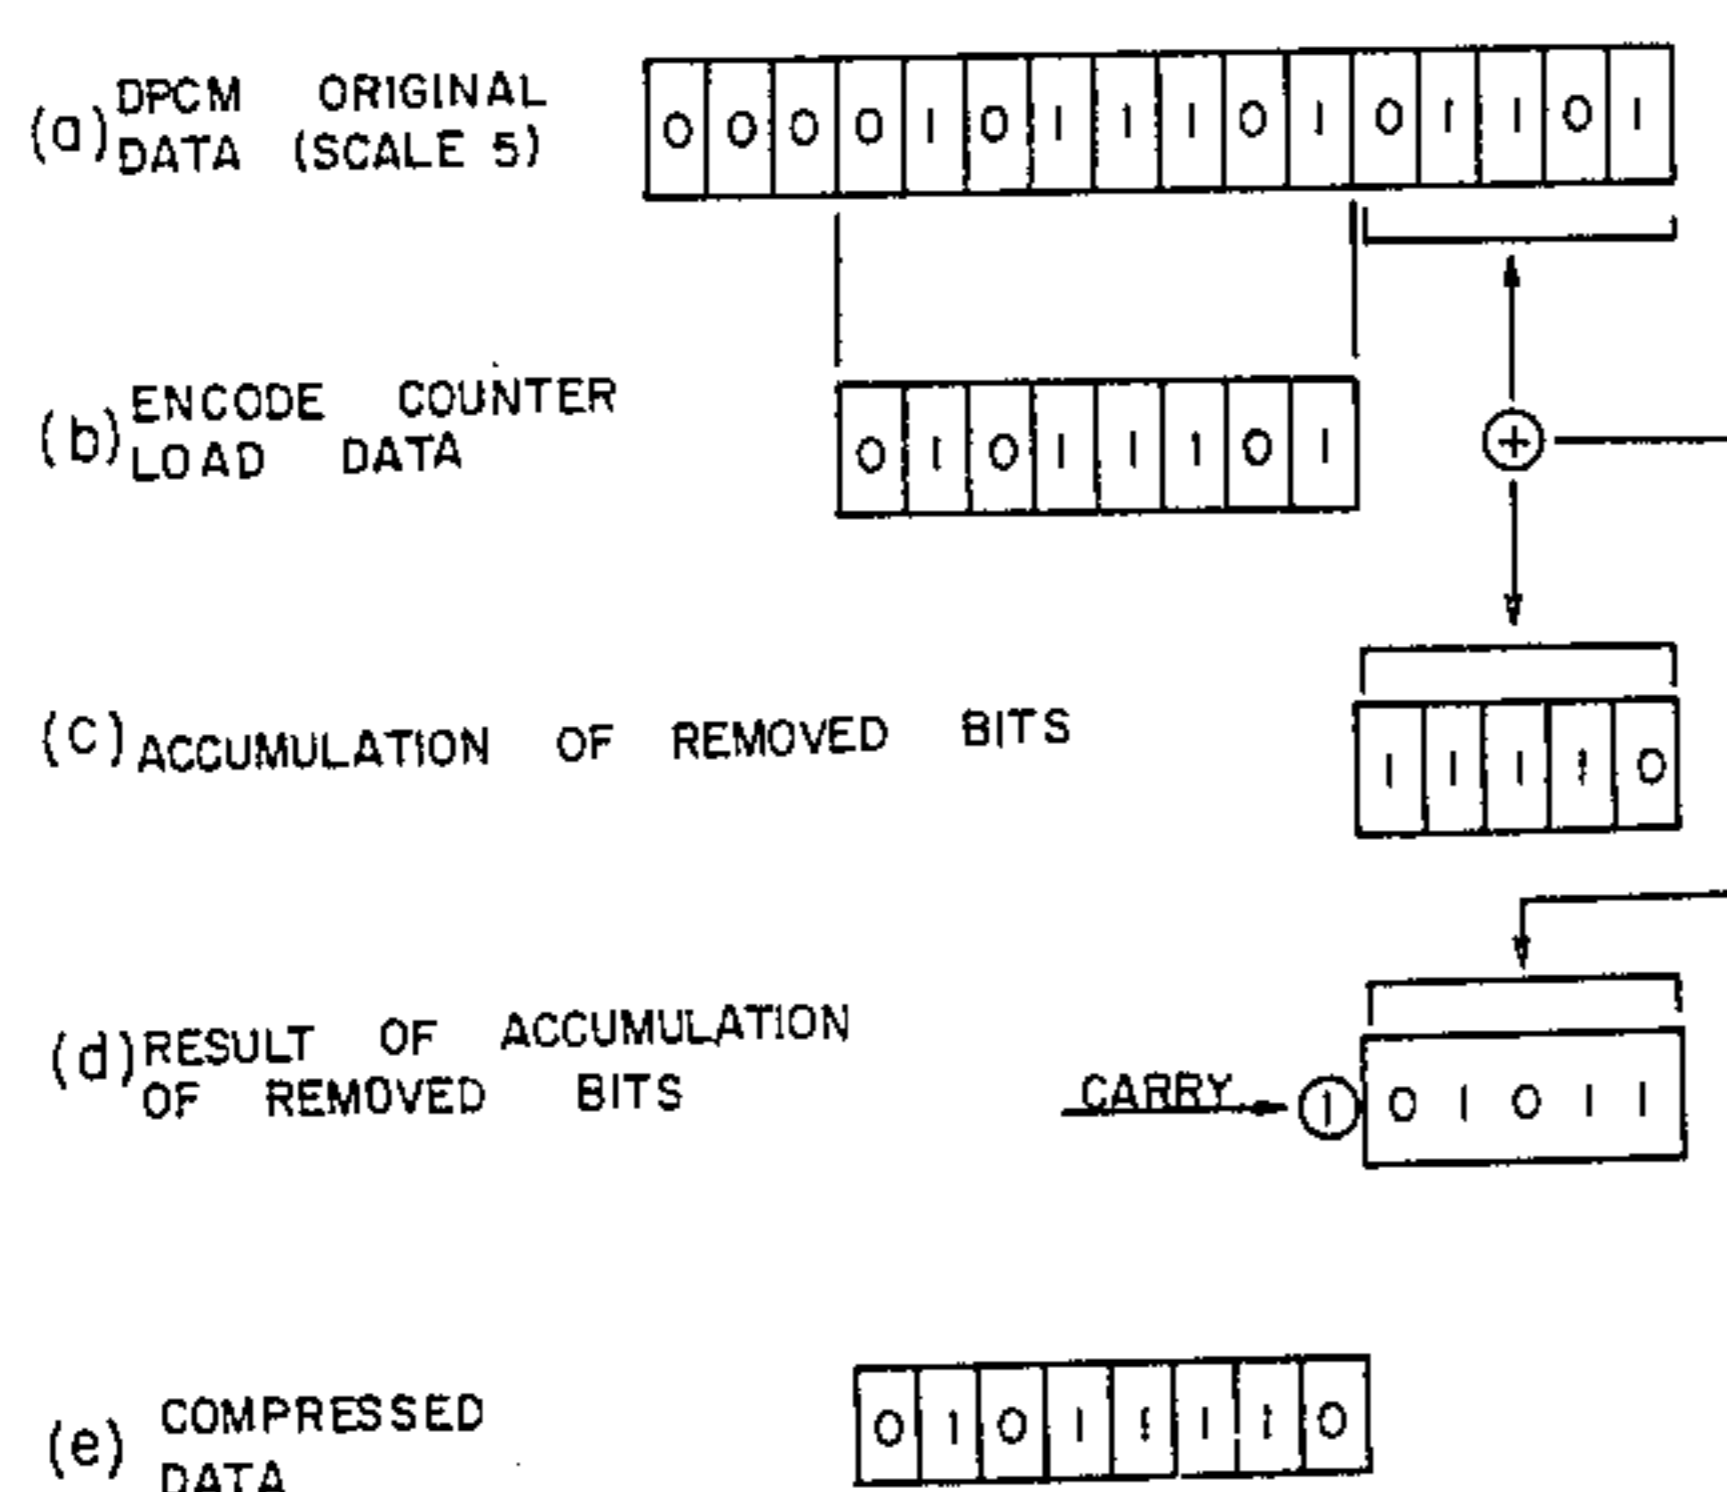 (a) DPCM ORIGINAL
DATA (SCALE 5)
0 0 0 0 1 0 1 1 1 0 1 0 1 1 0 1
(b) ENCODE COUNTER
LOAD DATA
0 1 0 1 1 1 0 1
+
(c) ACCUMULATION OF REMOVED BITS
1 1 1 1 0
(d) RESULT OF ACCUMULATION
OF REMOVED BITS
CARRY 1 0 1 0 1 1
(e) COMPRESSED
DATA
0 1 0 1 1 1 1 0